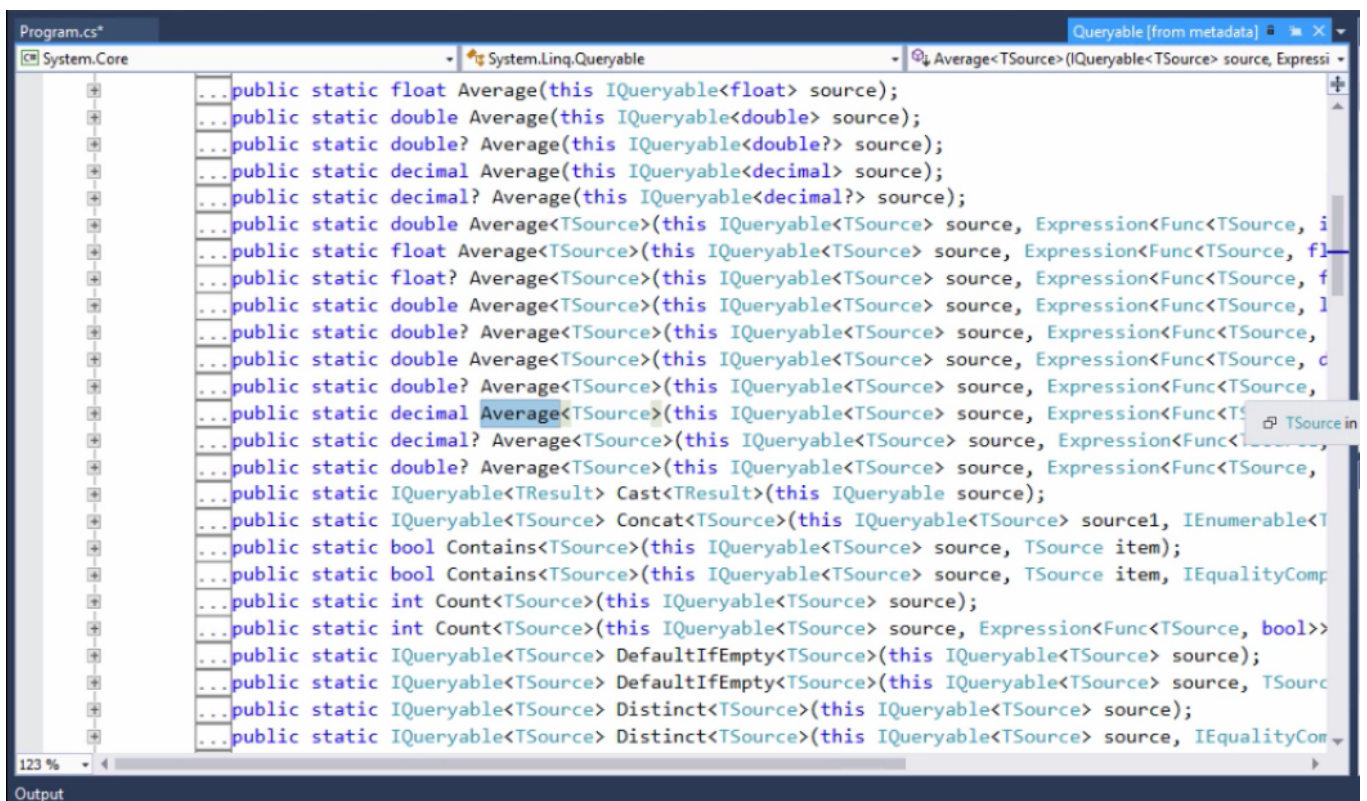 Program.cs*
Queryable [from metadata]
System.Core
System.Linq.Queryable
Average<TSource>(IQueryable<TSource> source, Expressi
...public static float Average(this IQueryable<float> source);
...public static double Average(this IQueryable<double> source);
...public static double? Average(this IQueryable<double?> source);
...public static decimal Average(this IQueryable<decimal> source);
...public static decimal? Average(this IQueryable<decimal?> source);
...public static double Average<TSource>(this IQueryable<TSource> source, Expression<Func<TSource, i
...public static float Average<TSource>(this IQueryable<TSource> source, Expression<Func<TSource, fl
...public static float? Average<TSource>(this IQueryable<TSource> source, Expression<Func<TSource, f
...public static double Average<TSource>(this IQueryable<TSource> source, Expression<Func<TSource, l
...public static double? Average<TSource>(this IQueryable<TSource> source, Expression<Func<TSource,
...public static double Average<TSource>(this IQueryable<TSource> source, Expression<Func<TSource, d
...public static double? Average<TSource>(this IQueryable<TSource> source, Expression<Func<TSource,
...public static decimal Average<TSource>(this IQueryable<TSource> source, Expression<Func<TS
TSource in
...public static decimal? Average<TSource>(this IQueryable<TSource> source, Expression<Func<
...public static double? Average<TSource>(this IQueryable<TSource> source, Expression<Func<TSource,
...public static IQueryable<TResult> Cast<TResult>(this IQueryable source);
...public static IQueryable<TSource> Concat<TSource>(this IQueryable<TSource> source1, IEnumerable<T
...public static bool Contains<TSource>(this IQueryable<TSource> source, TSource item);
...public static bool Contains<TSource>(this IQueryable<TSource> source, TSource item, IEqualityComp
...public static int Count<TSource>(this IQueryable<TSource> source);
...public static int Count<TSource>(this IQueryable<TSource> source, Expression<Func<TSource, bool>>
...public static IQueryable<TSource> DefaultIfEmpty<TSource>(this IQueryable<TSource> source);
...public static IQueryable<TSource> DefaultIfEmpty<TSource>(this IQueryable<TSource> source, TSourc
...public static IQueryable<TSource> Distinct<TSource>(this IQueryable<TSource> source);
...public static IQueryable<TSource> Distinct<TSource>(this IQueryable<TSource> source, IEqualityCom
123 %
Output